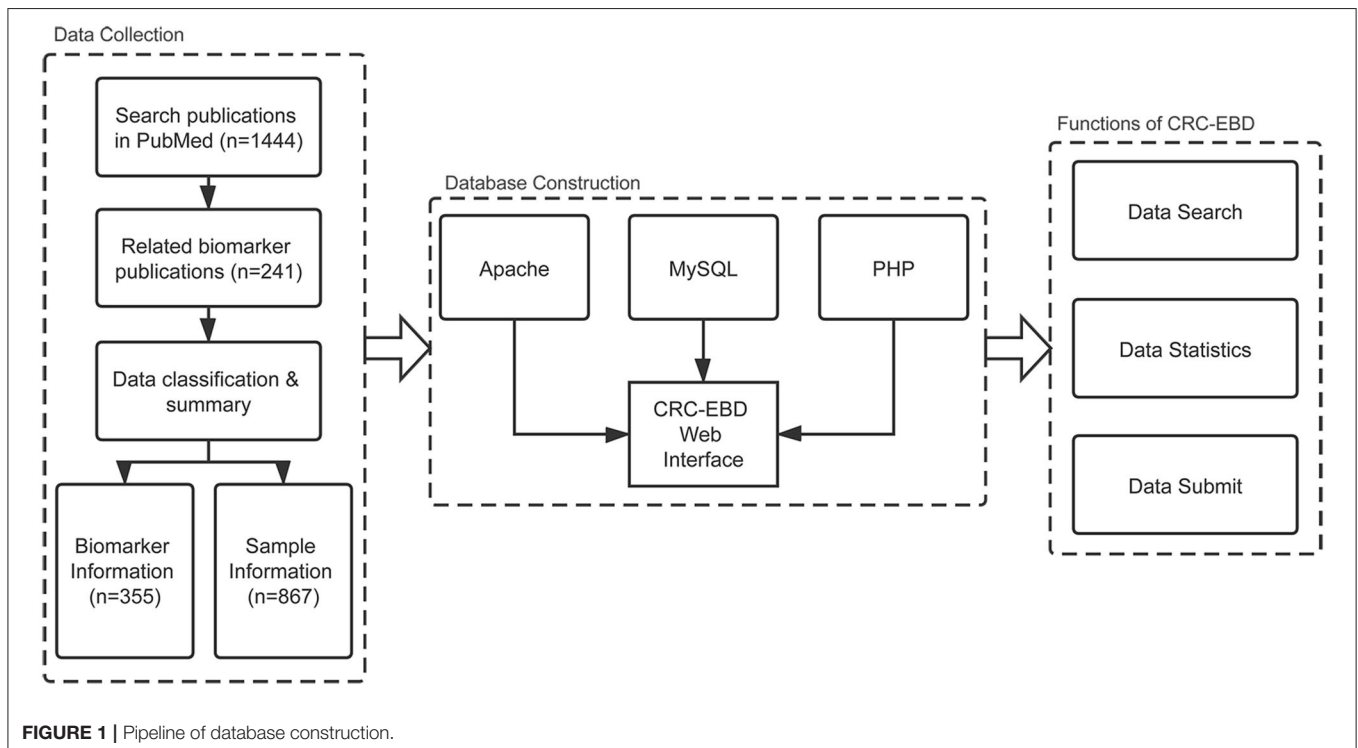 Data Collection
Search publications
in PubMed (n=1444)
Related biomarker
publications (n=241)
Data classification &
summary
Biomarker
Information
(n=355)
Sample
Information
(n=867)
Database Construction
Apache
MySQL
PHP
CRC-EBD
Web
Interface
Functions of CRC-EBD
Data Search
Data Statistics
Data Submit
FIGURE 1 | Pipeline of database construction.